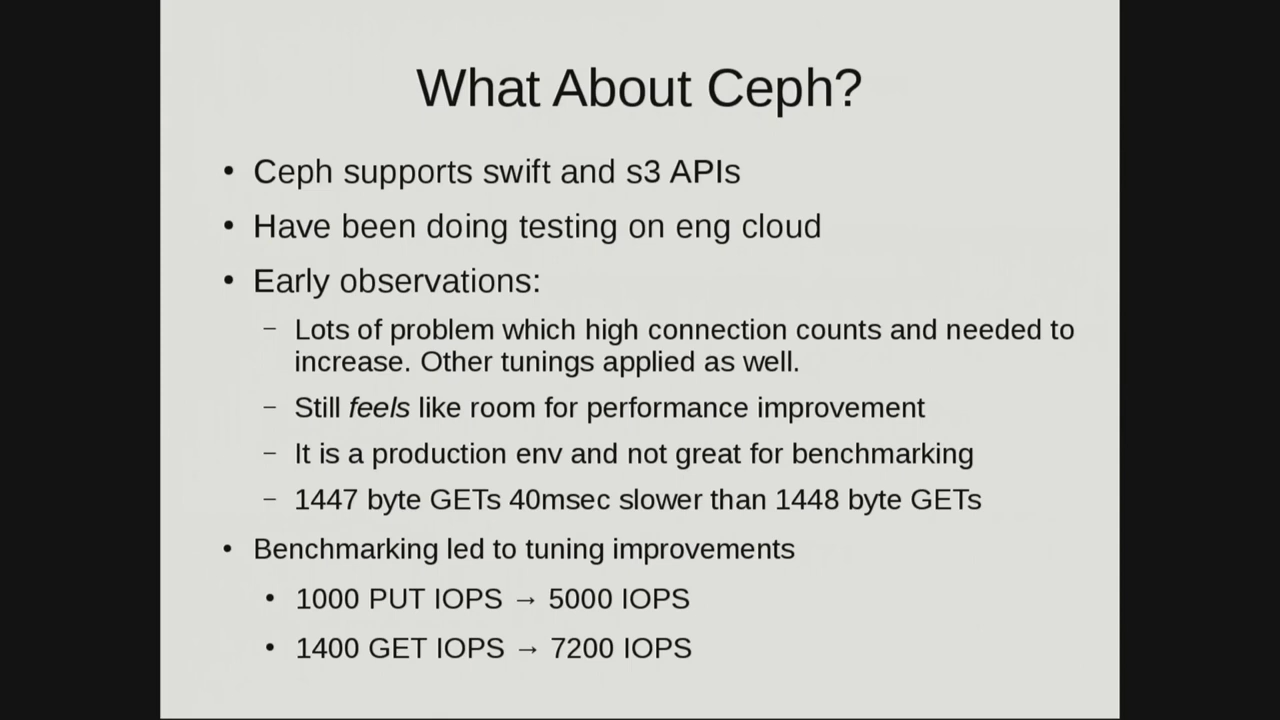 What About Ceph?
• Ceph supports swift and s3 APIs
• Have been doing testing on eng cloud
• Early observations:
– Lots of problem which high connection counts and needed to
increase. Other tunings applied as well.
– Still feels like room for performance improvement
– It is a production env and not great for benchmarking
– 1447 byte GETs 40msec slower than 1448 byte GETs
• Benchmarking led to tuning improvements
• 1000 PUT IOPS → 5000 IOPS
• 1400 GET IOPS → 7200 IOPS